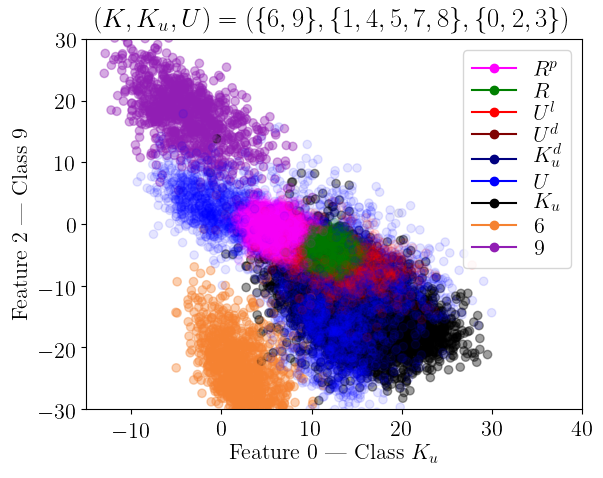 (K, K_u, U) = ({6, 9}, {1, 4, 5, 7, 8}, {0, 2, 3})
R^p
R
U^l
U^d
K_u^d
U
K_u
6
9
30
20
10
0
−10
−20
−30
Feature 2 — Class 9
−10 0 10 20 30 40
Feature 0 — Class K_u